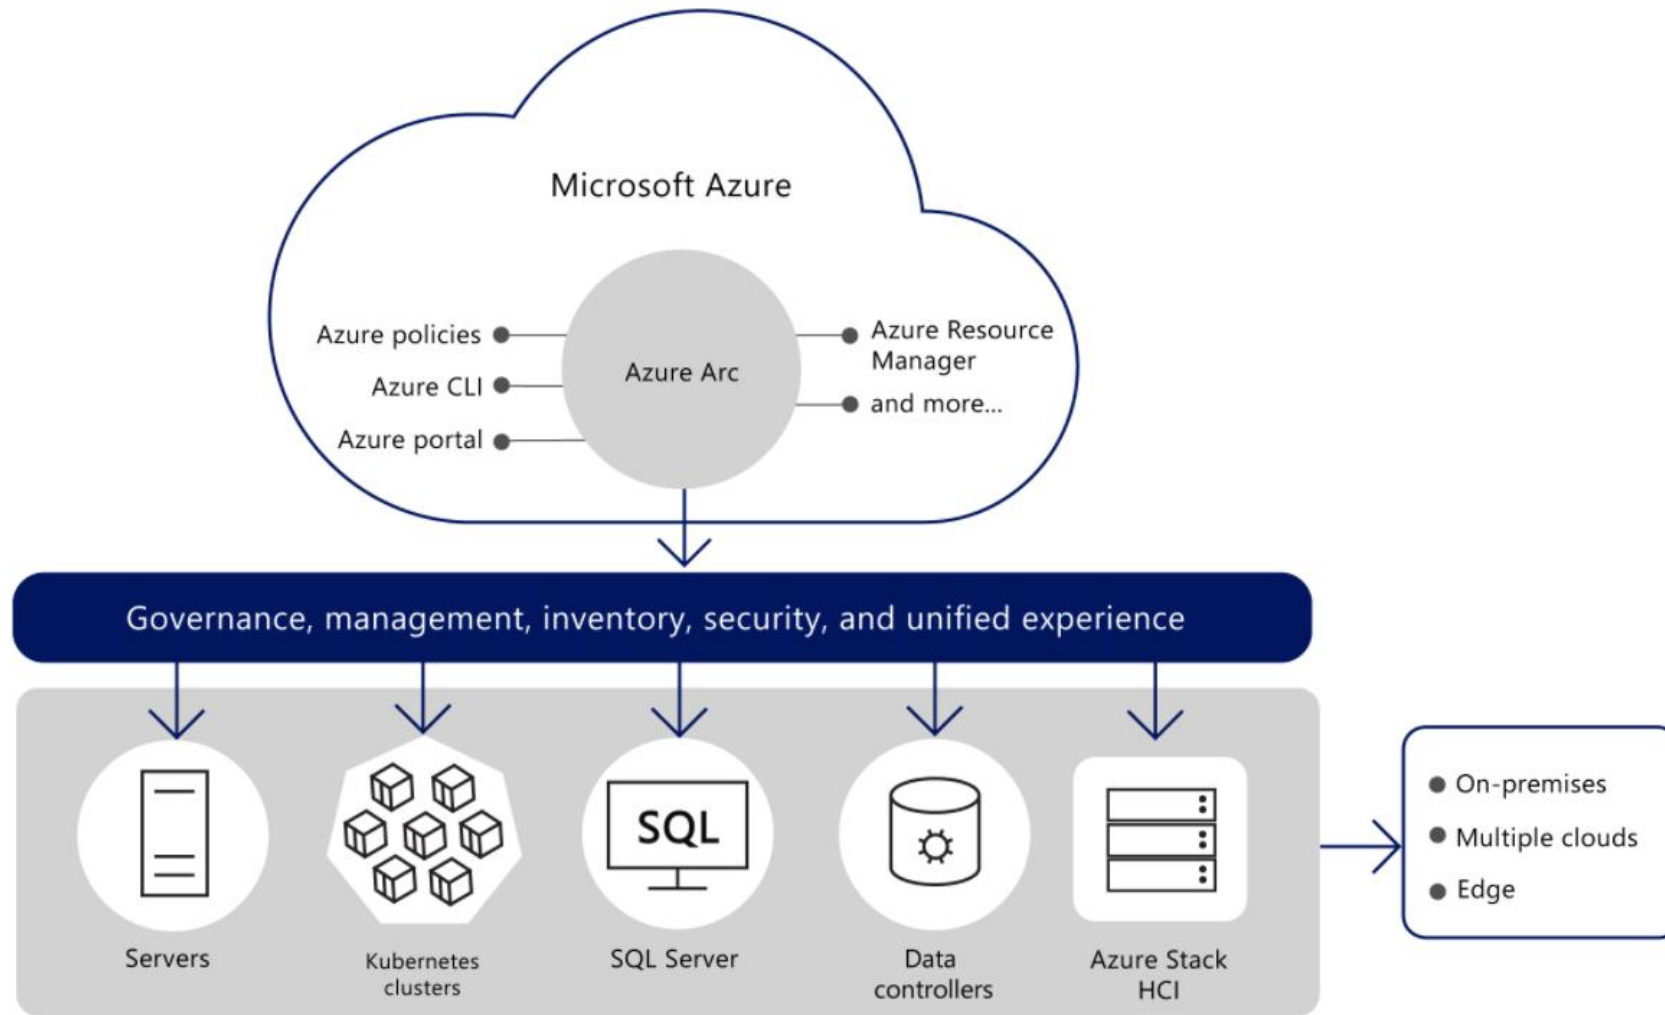 Microsoft Azure
Azure policies
Azure CLI
Azure portal
Azure Arc
Azure Resource
Manager
and more...
Governance, management, inventory, security, and unified experience
SQL
Servers
Kubernetes
clusters
SQL Server
Data
controllers
Azure Stack
HCI
On-premises
Multiple clouds
Edge